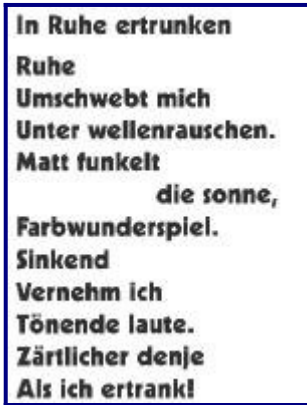 In Ruhe ertrunken
Ruhe
Umschwebt mich
Unter wellenrauschen.
Matt funkelt
die sonne,
Farbwunderspiel.
Sinkend
Vernehm ich
Tönende laute.
Zärtlicher denje
Als ich ertrank!